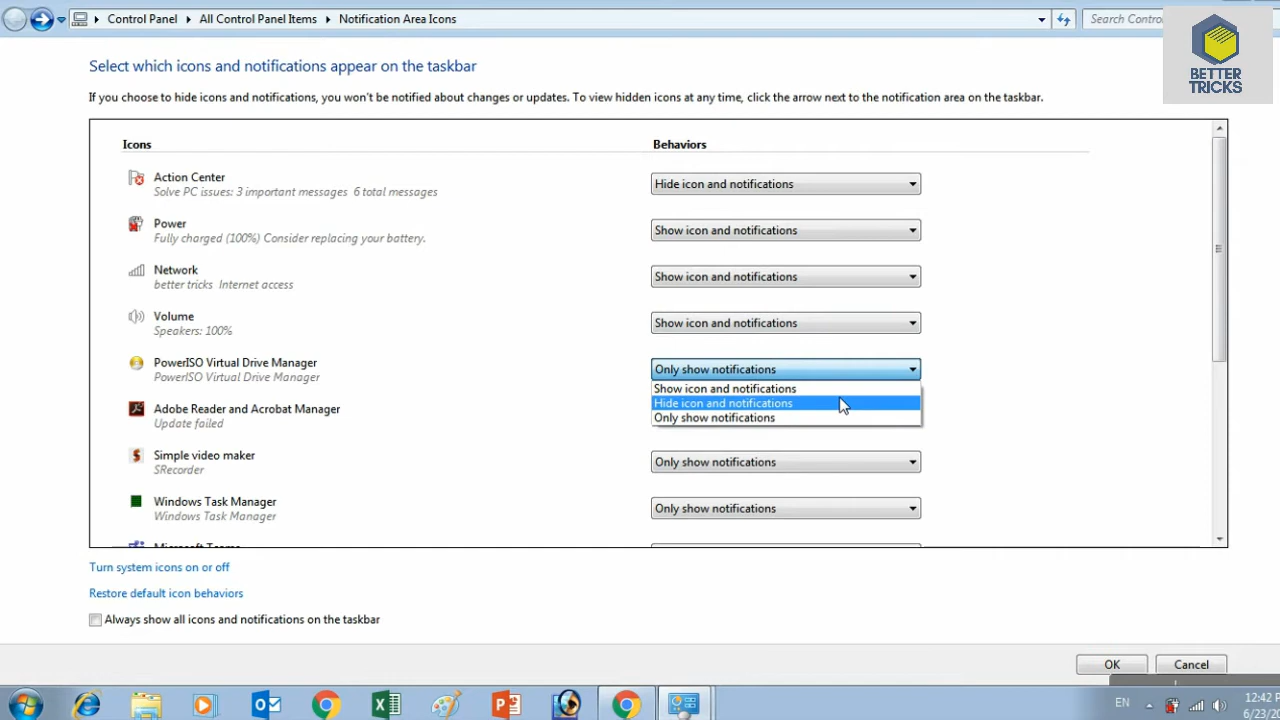 Control Panel
All Control Panel Items
Notification Area Icons
Search Contro
BETTER
TRICKS
Select which icons and notifications appear on the taskbar
If you choose to hide icons and notifications, you won't be notified about changes or updates. To view hidden icons at any time, click the arrow next to the notification area on the taskbar.
Icons
Behaviors
Action Center
Solve PC issues: 3 important messages 6 total messages
Hide icon and notifications
Power
Fully charged (100%) Consider replacing your battery.
Show icon and notifications
Network
better tricks Internet access
Show icon and notifications
Volume
Speakers: 100%
Show icon and notifications
PowerISO Virtual Drive Manager
PowerISO Virtual Drive Manager
Only show notifications
Show icon and notifications
Hide icon and notifications
Only show notifications
Adobe Reader and Acrobat Manager
Update failed
Simple video maker
SRecorder
Only show notifications
Windows Task Manager
Windows Task Manager
Only show notifications
Microsoft Teams
Turn system icons on or off
Restore default icon behaviors
Always show all icons and notifications on the taskbar
OK
Cancel
EN
12:42 P
6/23/20